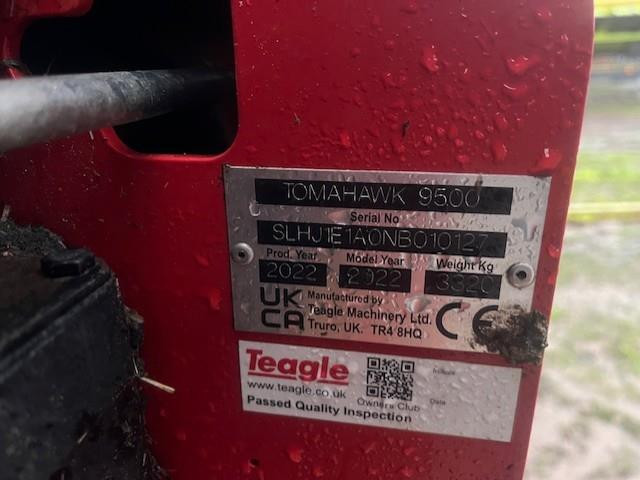 TOMAHAWK 9500
Serial No
SLHJ1E1A0NB010127
Prod. Year Model Year Weight Kg
2022 2022 3320
UK
CA
Manufactured by
Teagle Machinery Ltd.
Truro, UK. TR4 8HQ
CE
Teagle
www.teagle.co.uk
Owners Club
Passed Quality Inspection
Initials
Date